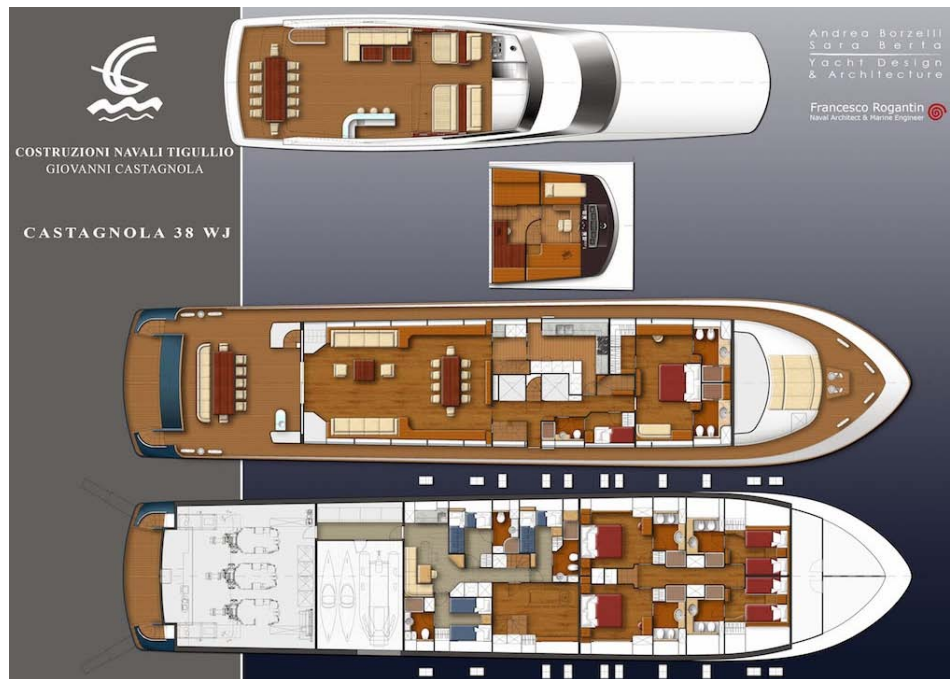 COSTRUZIONI NAVALI TIGULLIO
GIOVANNI CASTAGNOLA
CASTAGNOLA 38 WJ
Andrea Borzelli
Sara Berta
Yacht Design
& Architecture
Francesco Rogantin
Naval Architect & Marine Engineer